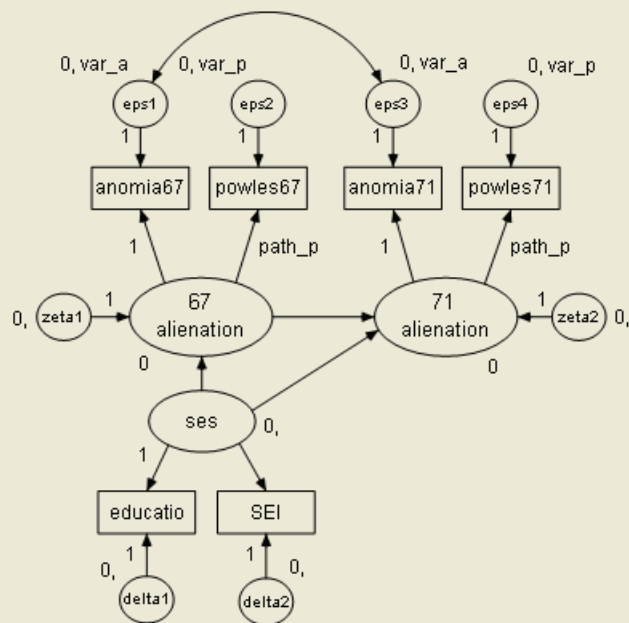 0, var_a 0, var_p 0, var_a 0, var_p
eps1 eps2 eps3 eps4
1 1 1 1
anomia67 powles67 anomia71 powles71
1 path_p 1 path_p
67 alienation
71 alienation
0, zeta1 1
1 zeta2 0,
0 0
ses 0,
1
educatio SEI
1 1
0, 0,
delta1 delta2